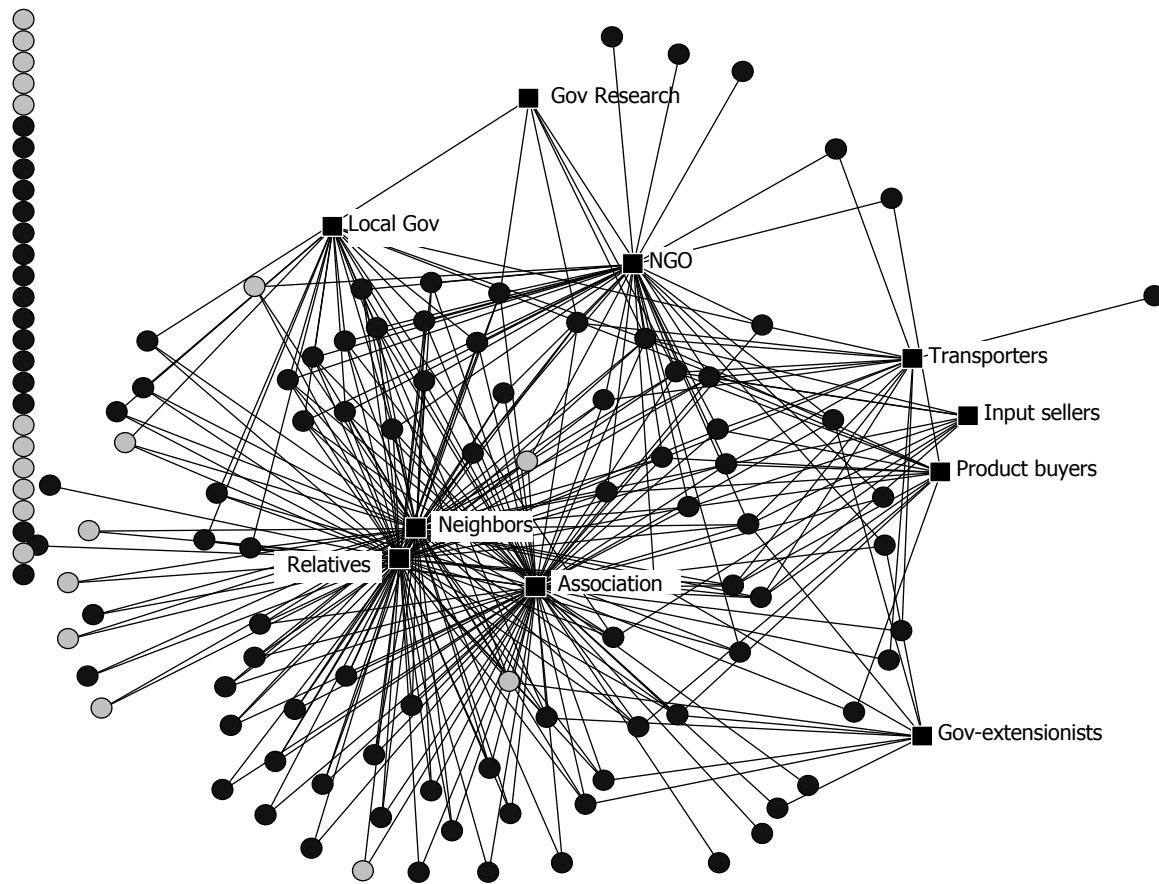 Gov Research
Local Gov
NGO
Transporters
Input sellers
Product buyers
Neighbors
Relatives
Association
Gov-extensionists